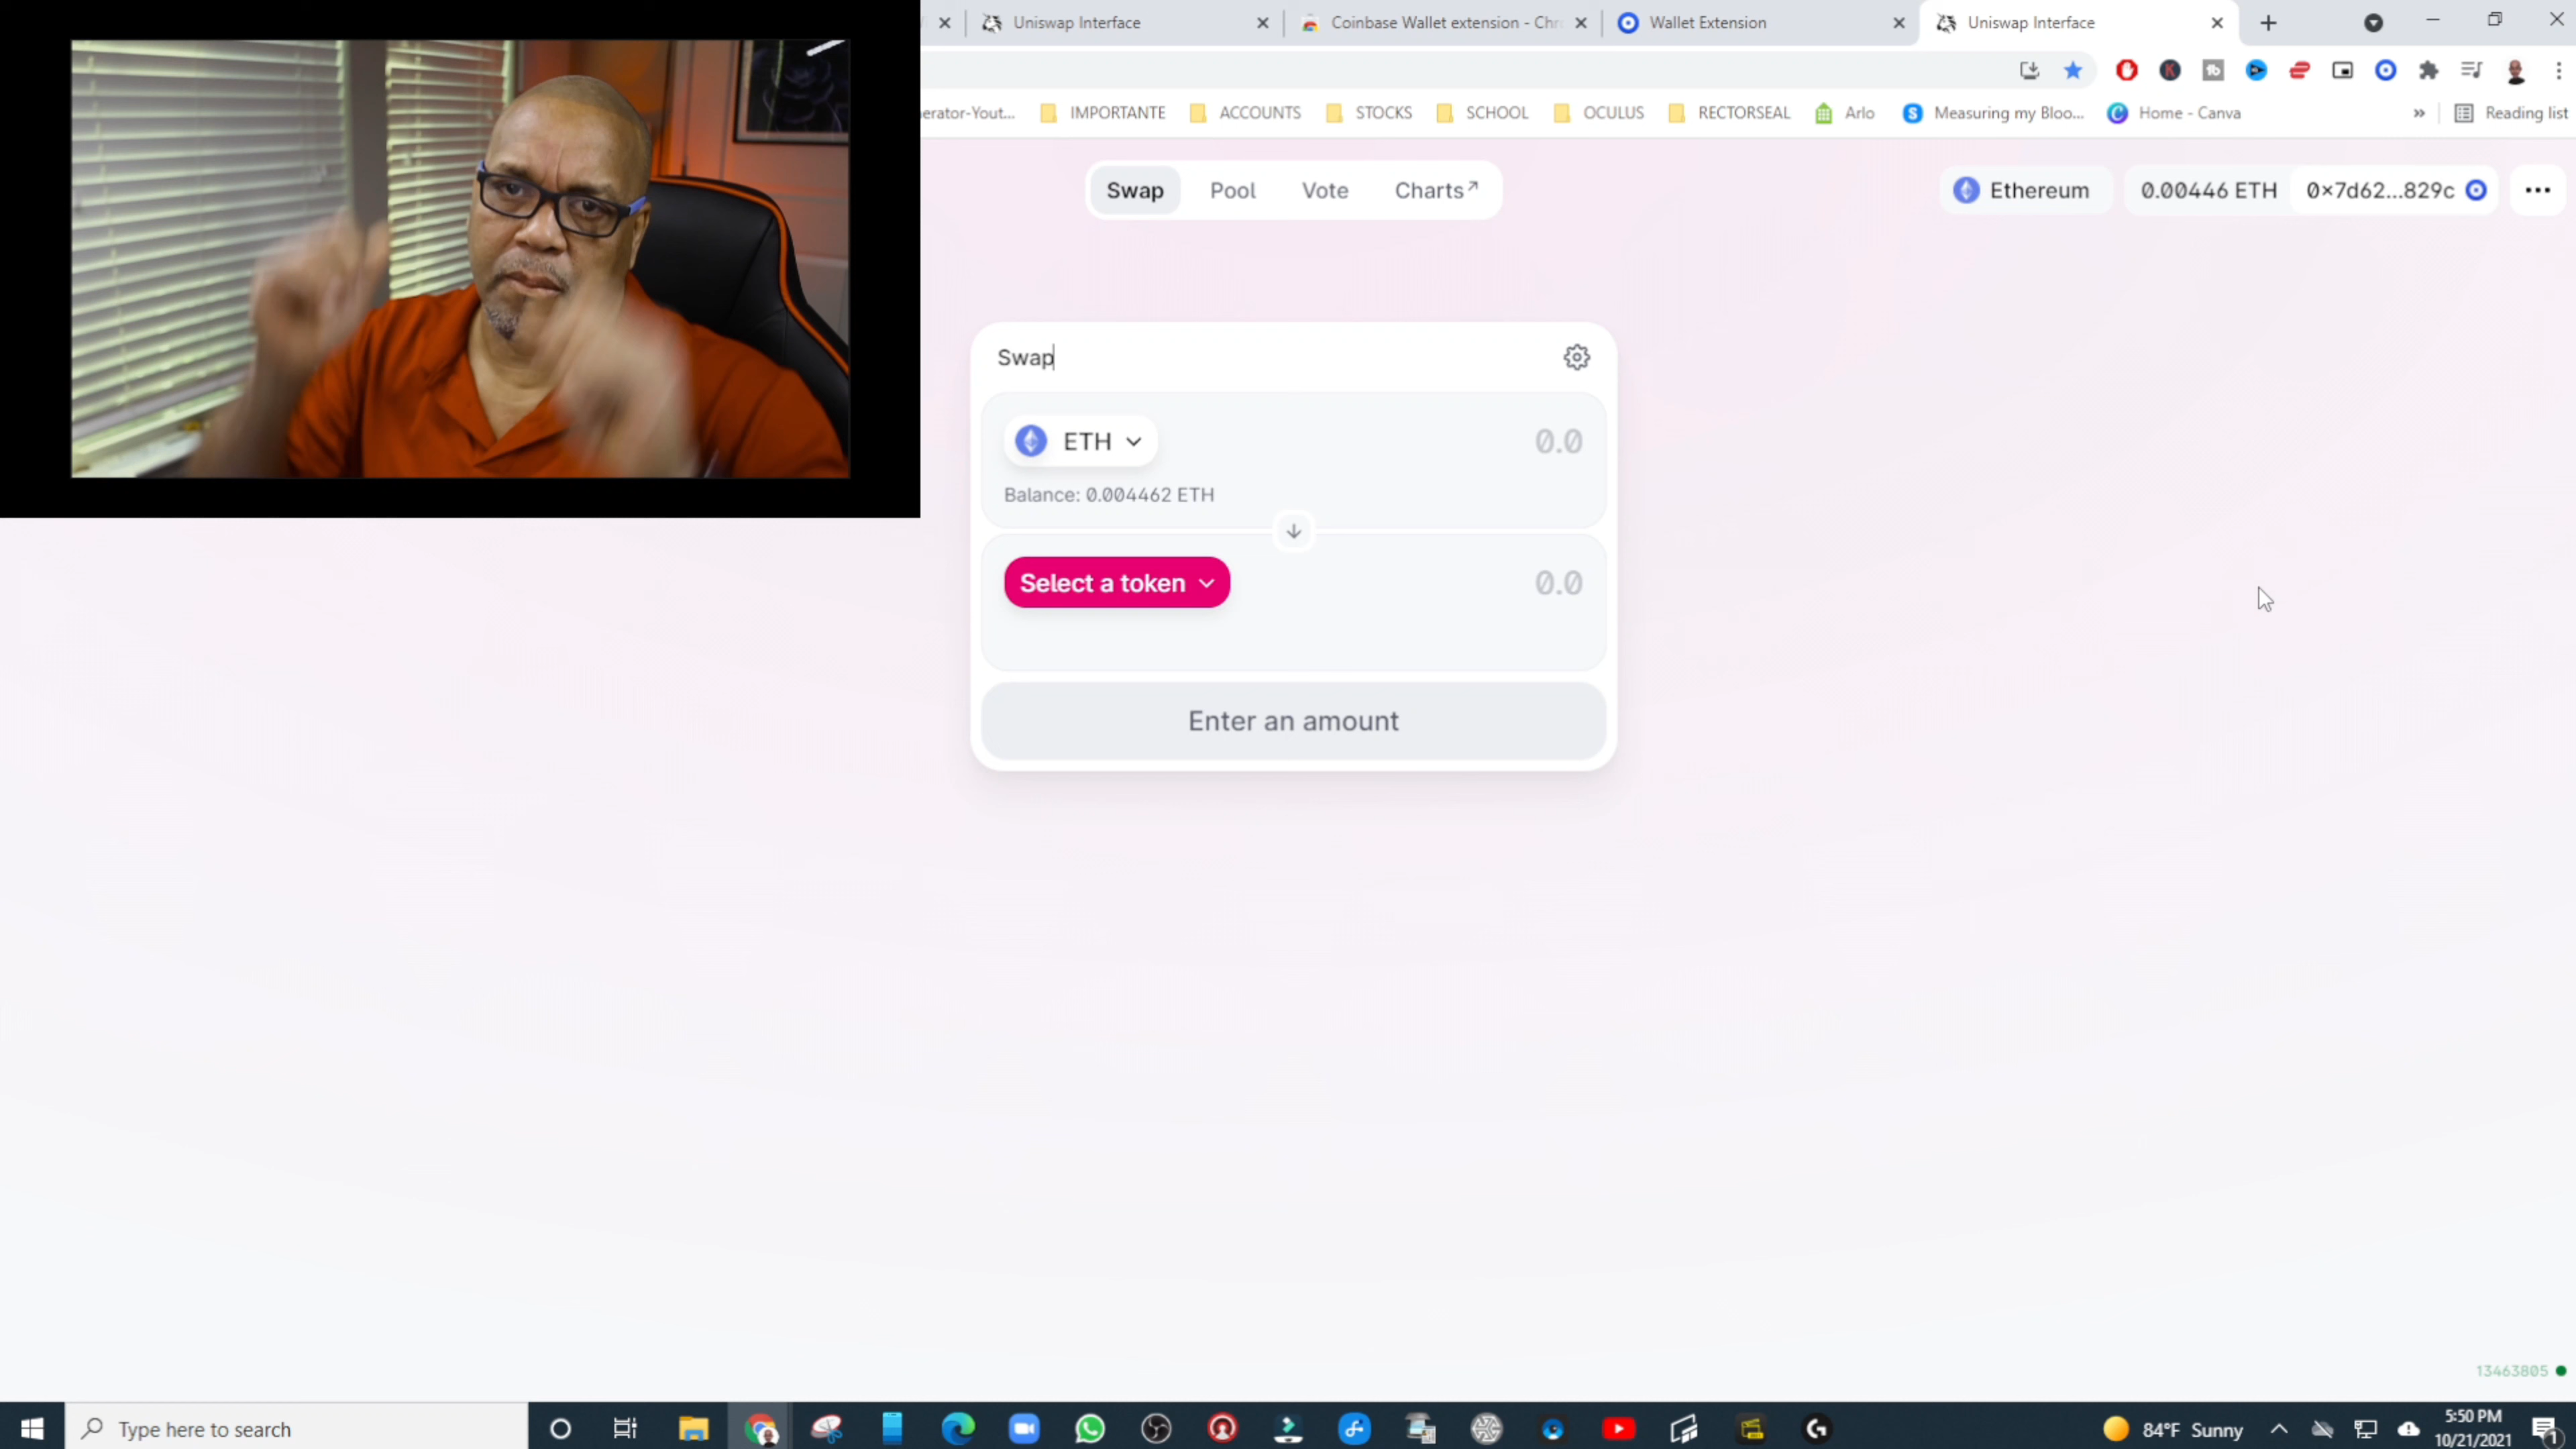 Uniswap Interface
Coinbase Wallet extension - Chr
Wallet Extension
Uniswap Interface
erator-Yout...
IMPORTANTE
ACCOUNTS
STOCKS
SCHOOL
OCULUS
RECTORSEAL
Arlo
Measuring my Bloo...
Home - Canva
»
Reading list
Swap
Pool
Vote
Charts↗
Ethereum
0.00446 ETH
0×7d62...829c
Swap
ETH
0.0
Balance: 0.004462 ETH
Select a token
0.0
Enter an amount
13463805
Type here to search
84°F Sunny
5:50 PM
10/21/2021
1